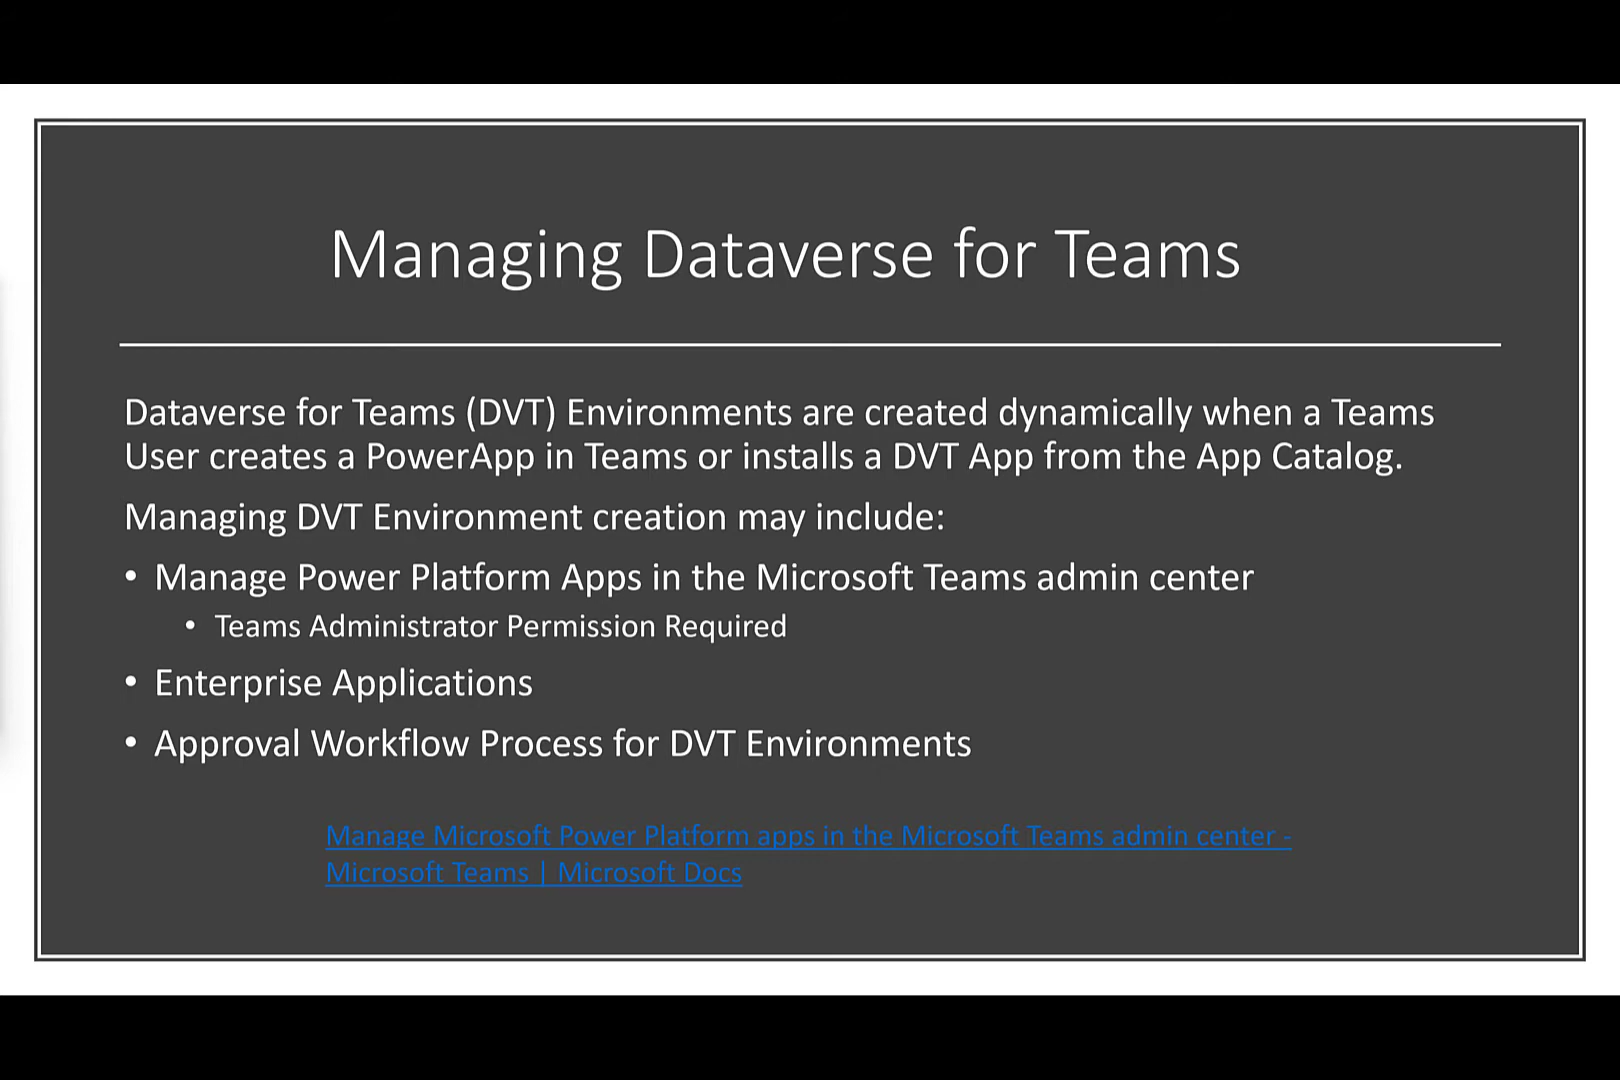 Managing Dataverse for Teams
Dataverse for Teams (DVT) Environments are created dynamically when a Teams
User creates a PowerApp in Teams or installs a DVT App from the App Catalog.
Managing DVT Environment creation may include:
• Manage Power Platform Apps in the Microsoft Teams admin center
• Teams Administrator Permission Required
• Enterprise Applications
• Approval Workflow Process for DVT Environments
Manage Microsoft Power Platform apps in the Microsoft Teams admin center -
Microsoft Teams | Microsoft Docs